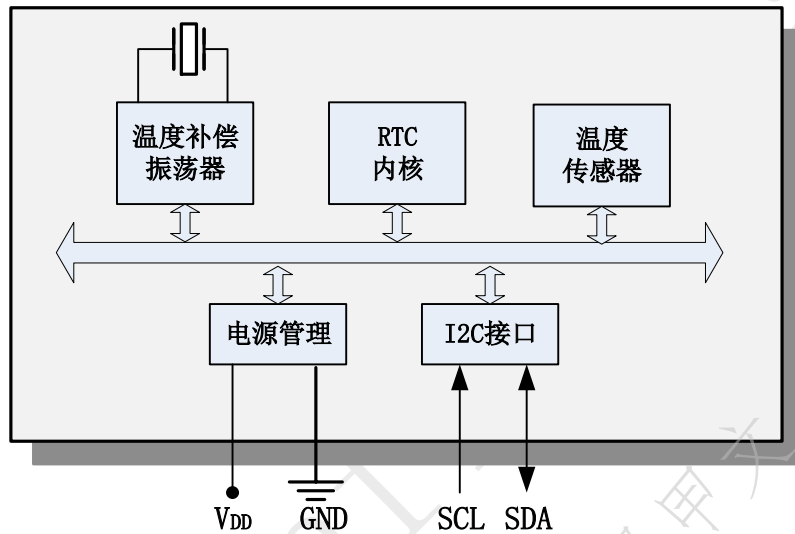 温度补偿
振荡器
RTC
内核
温度
传感器
电源管理
I2C接口
VDD
GND
SCL
SDA